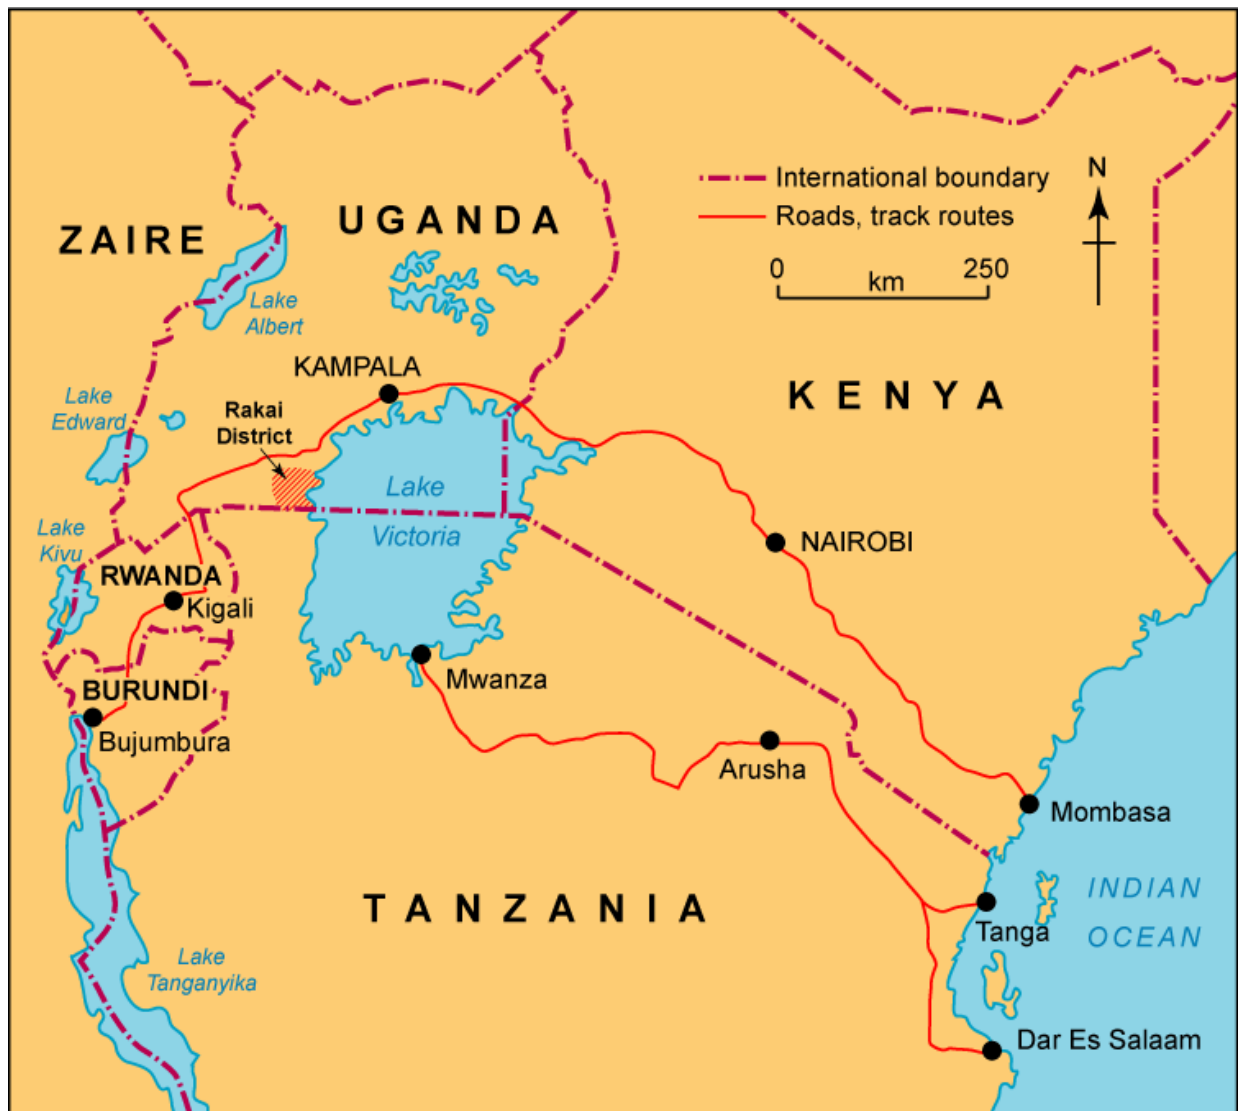 International boundary
Roads, track routes
N
0 250
km
UGANDA
ZAIRE
Lake
Albert
KAMPALA
KENYA
Lake
Edward
Rakai
District
Lake
Victoria
Lake
Kivu
NAIROBI
RWANDA
Kigali
Mwanza
BURUNDI
Bujumbura
Arusha
Mombasa
TANZANIA
INDIAN
OCEAN
Tanga
Lake
Tanganyika
Dar Es Salaam